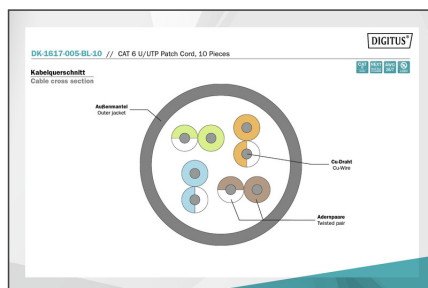 DIGITUS®
DK-1617-005-BL-10 // CAT 6 U/UTP Patch Cord, 10 Pieces
Kabelquerschnitt
Cable cross section
Außenmantel
Outer jacket
Cu-Draht
Cu-Wire
Adernpaare
Twisted pair